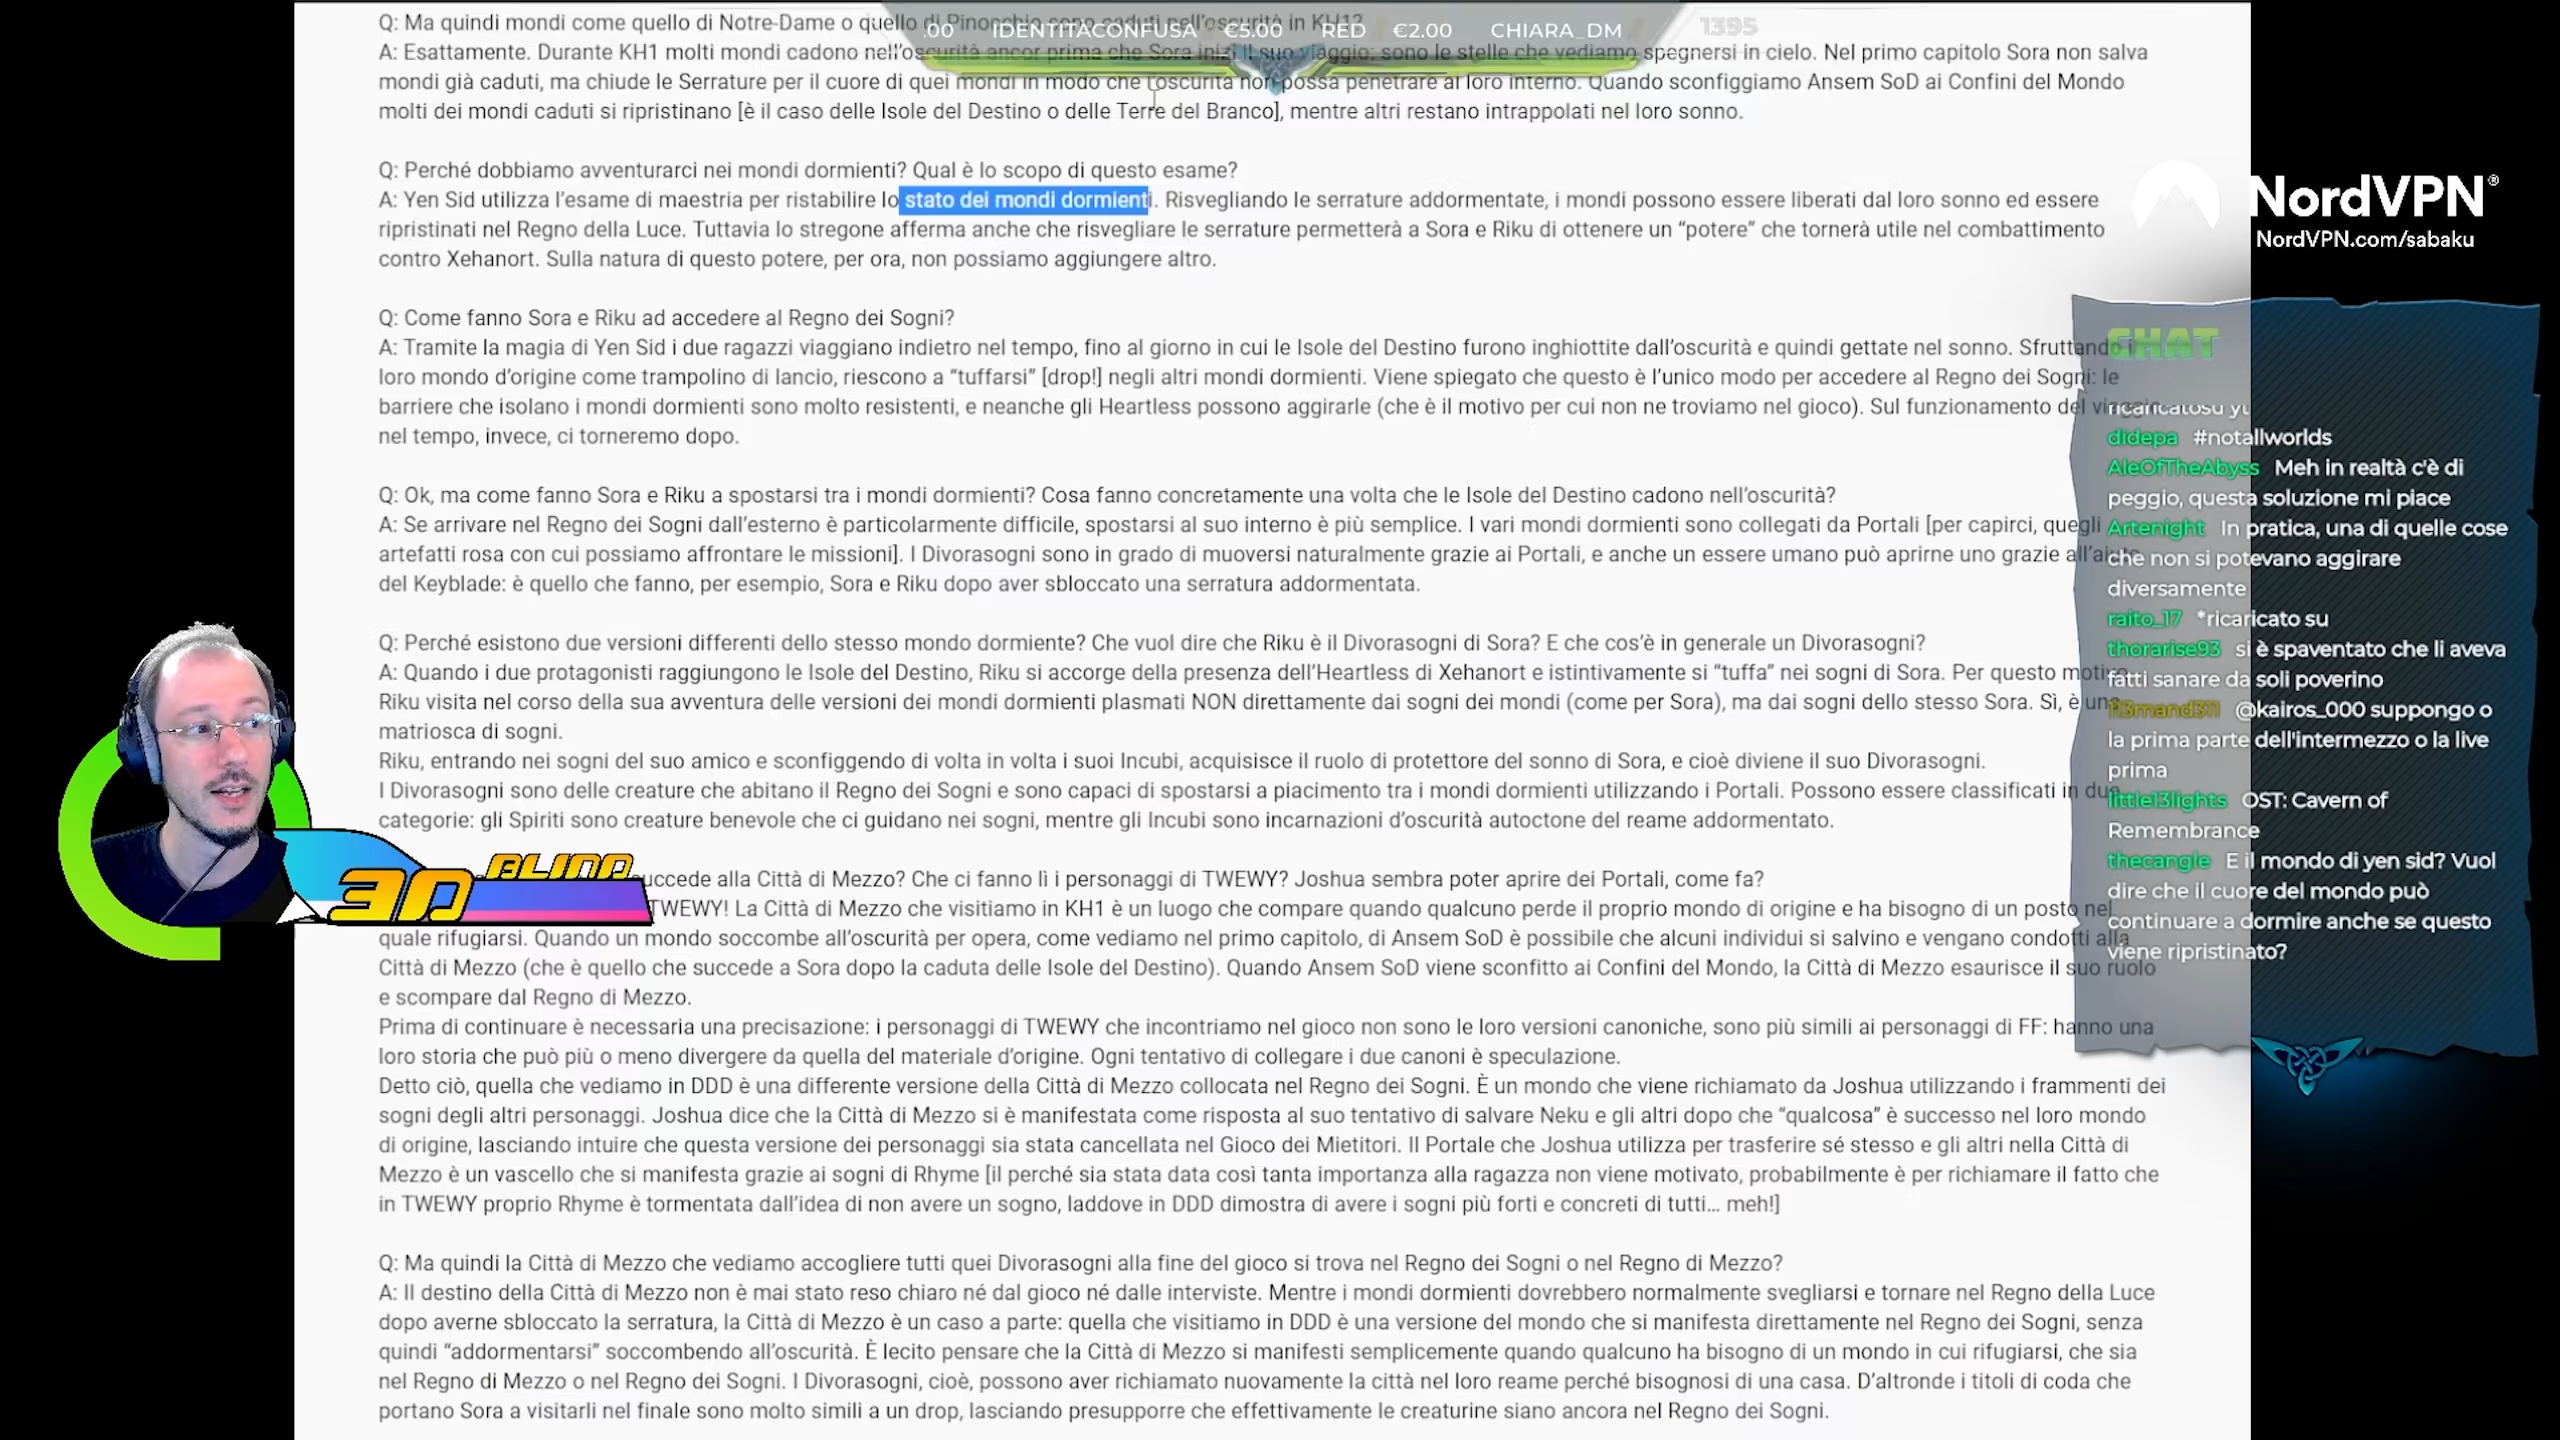 Q: Ma quindi mondi come quello di Notre-Dame o quello di Pinocchio sono caduti nell'oscurità in KH1?
.00 IDENTITACONFUSA €5.00 RED €2.00 CHIARA_DM 1395
A: Esattamente. Durante KH1 molti mondi cadono nell'oscurità ancor prima che Sora inizi il suo viaggio: sono le stelle che vediamo spegnersi in cielo. Nel primo capitolo Sora non salva
mondi già caduti, ma chiude le Serrature per il cuore di quei mondi in modo che l'oscurità non possa penetrare al loro interno. Quando sconfiggiamo Ansem SoD ai Confini del Mondo
molti dei mondi caduti si ripristinano [è il caso delle Isole del Destino o delle Terre del Branco], mentre altri restano intrappolati nel loro sonno.
Q: Perché dobbiamo avventurarci nei mondi dormienti? Qual è lo scopo di questo esame?
A: Yen Sid utilizza l'esame di maestria per ristabilire lo stato dei mondi dormienti. Risvegliando le serrature addormentate, i mondi possono essere liberati dal loro sonno ed essere
ripristinati nel Regno della Luce. Tuttavia lo stregone afferma anche che risvegliare le serrature permetterà a Sora e Riku di ottenere un "potere" che tornerà utile nel combattimento
contro Xehanort. Sulla natura di questo potere, per ora, non possiamo aggiungere altro.
Q: Come fanno Sora e Riku ad accedere al Regno dei Sogni?
A: Tramite la magia di Yen Sid i due ragazzi viaggiano indietro nel tempo, fino al giorno in cui le Isole del Destino furono inghiottite dall'oscurità e quindi gettate nel sonno. Sfruttando il
loro mondo d'origine come trampolino di lancio, riescono a "tuffarsi" [drop!] negli altri mondi dormienti. Viene spiegato che questo è l'unico modo per accedere al Regno dei Sogni: le
barriere che isolano i mondi dormienti sono molto resistenti, e neanche gli Heartless possono aggirarle (che è il motivo per cui non ne troviamo nel gioco). Sul funzionamento del viaggio
nel tempo, invece, ci torneremo dopo.
Q: Ok, ma come fanno Sora e Riku a spostarsi tra i mondi dormienti? Cosa fanno concretamente una volta che le Isole del Destino cadono nell'oscurità?
A: Se arrivare nel Regno dei Sogni dall'esterno è particolarmente difficile, spostarsi al suo interno è più semplice. I vari mondi dormienti sono collegati da Portali [per capirci, quegli
artefatti rosa con cui possiamo affrontare le missioni]. I Divorasogni sono in grado di muoversi naturalmente grazie ai Portali, e anche un essere umano può aprirne uno grazie all'aiuto
del Keyblade: è quello che fanno, per esempio, Sora e Riku dopo aver sbloccato una serratura addormentata.
Q: Perché esistono due versioni differenti dello stesso mondo dormiente? Che vuol dire che Riku è il Divorasogni di Sora? E che cos'è in generale un Divorasogni?
A: Quando i due protagonisti raggiungono le Isole del Destino, Riku si accorge della presenza dell'Heartless di Xehanort e istintivamente si "tuffa" nei sogni di Sora. Per questo motivo
Riku visita nel corso della sua avventura delle versioni dei mondi dormienti plasmati NON direttamente dai sogni dei mondi (come per Sora), ma dai sogni dello stesso Sora. Sì, è una
matriosca di sogni.
Riku, entrando nei sogni del suo amico e sconfiggendo di volta in volta i suoi Incubi, acquisisce il ruolo di protettore del sonno di Sora, e cioè diviene il suo Divorasogni.
I Divorasogni sono delle creature che abitano il Regno dei Sogni e sono capaci di spostarsi a piacimento tra i mondi dormienti utilizzando i Portali. Possono essere classificati in due
categorie: gli Spiriti sono creature benevole che ci guidano nei sogni, mentre gli Incubi sono incarnazioni d'oscurità autoctone del reame addormentato.
succede alla Città di Mezzo? Che ci fanno lì i personaggi di TWEWY? Joshua sembra poter aprire dei Portali, come fa?
TWEWY! La Città di Mezzo che visitiamo in KH1 è un luogo che compare quando qualcuno perde il proprio mondo di origine e ha bisogno di un posto nel
quale rifugiarsi. Quando un mondo soccombe all'oscurità per opera, come vediamo nel primo capitolo, di Ansem SoD è possibile che alcuni individui si salvino e vengano condotti alla
Città di Mezzo (che è quello che succede a Sora dopo la caduta delle Isole del Destino). Quando Ansem SoD viene sconfitto ai Confini del Mondo, la Città di Mezzo esaurisce il suo ruolo
e scompare dal Regno di Mezzo.
Prima di continuare è necessaria una precisazione: i personaggi di TWEWY che incontriamo nel gioco non sono le loro versioni canoniche, sono più simili ai personaggi di FF: hanno una
loro storia che può più o meno divergere da quella del materiale d'origine. Ogni tentativo di collegare i due canoni è speculazione.
Detto ciò, quella che vediamo in DDD è una differente versione della Città di Mezzo collocata nel Regno dei Sogni. È un mondo che viene richiamato da Joshua utilizzando i frammenti dei
sogni degli altri personaggi. Joshua dice che la Città di Mezzo si è manifestata come risposta al suo tentativo di salvare Neku e gli altri dopo che "qualcosa" è successo nel loro mondo
di origine, lasciando intuire che questa versione dei personaggi sia stata cancellata nel Gioco dei Mietitori. Il Portale che Joshua utilizza per trasferire sé stesso e gli altri nella Città di
Mezzo è un vascello che si manifesta grazie ai sogni di Rhyme [il perché sia stata data così tanta importanza alla ragazza non viene motivato, probabilmente è per richiamare il fatto che
in TWEWY proprio Rhyme è tormentata dall'idea di non avere un sogno, laddove in DDD dimostra di avere i sogni più forti e concreti di tutti... meh!]
Q: Ma quindi la Città di Mezzo che vediamo accogliere tutti quei Divorasogni alla fine del gioco si trova nel Regno dei Sogni o nel Regno di Mezzo?
A: Il destino della Città di Mezzo non è mai stato reso chiaro né dal gioco né dalle interviste. Mentre i mondi dormienti dovrebbero normalmente svegliarsi e tornare nel Regno della Luce
dopo averne sbloccato la serratura, la Città di Mezzo è un caso a parte: quella che visitiamo in DDD è una versione del mondo che si manifesta direttamente nel Regno dei Sogni, senza
quindi "addormentarsi" soccombendo all'oscurità. È lecito pensare che la Città di Mezzo si manifesti semplicemente quando qualcuno ha bisogno di un mondo in cui rifugiarsi, che sia
nel Regno di Mezzo o nel Regno dei Sogni. I Divorasogni, cioè, possono aver richiamato nuovamente la città nel loro reame perché bisognosi di una casa. D'altronde i titoli di coda che
portano Sora a visitarli nel finale sono molto simili a un drop, lasciando presupporre che effettivamente le creaturine siano ancora nel Regno dei Sogni.
3D BLIND
NordVPN®
NordVPN.com/sabaku
CHAT
ricaricatosu yt
didepa #notallworlds
AleOfTheAbyss Meh in realtà c'è di
peggio, questa soluzione mi piace
Artenight In pratica, una di quelle cose
che non si potevano aggirare
diversamente
raito_17 *ricaricato su
thorarise93 si è spaventato che li aveva
fatti sanare da soli poverino
@kairos_000 suppongo o
la prima parte dell'intermezzo o la live
prima
little13lights OST: Cavern of
Remembrance
thecangle E il mondo di yen sid? Vuol
dire che il cuore del mondo può
continuare a dormire anche se questo
viene ripristinato?